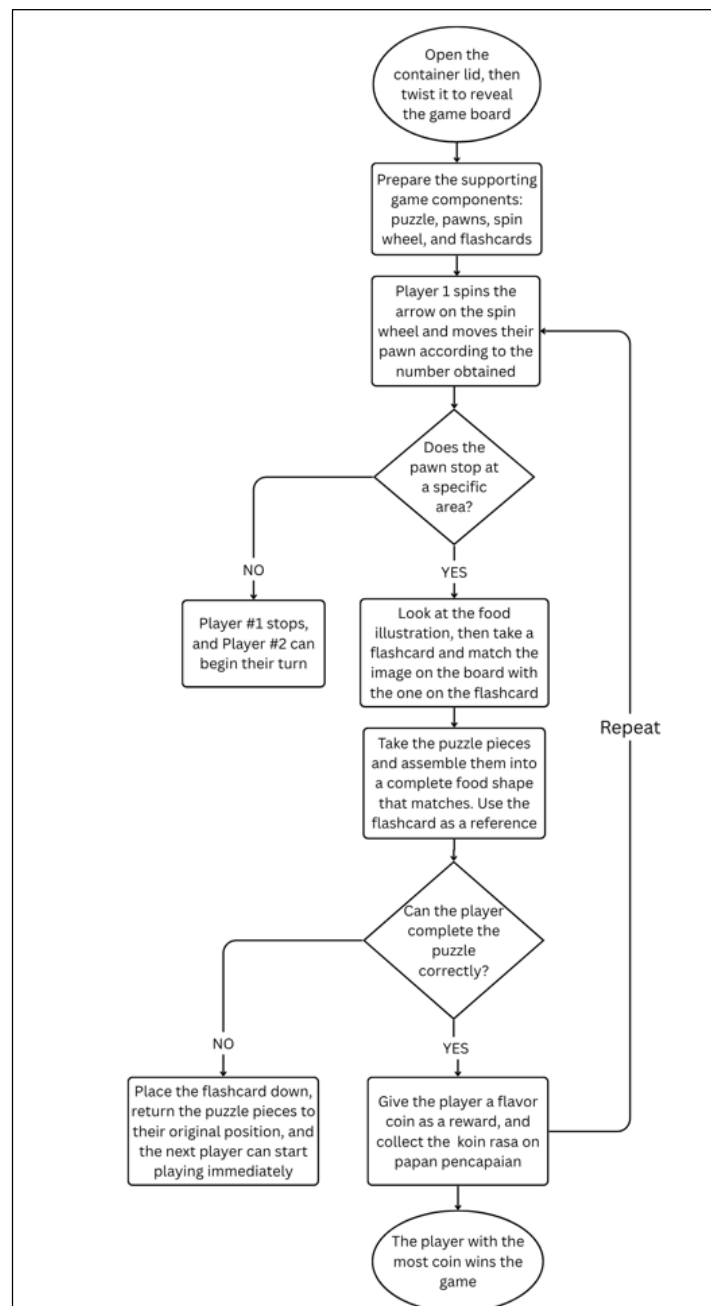 Open the
container lid, then
twist it to reveal
the game board
Prepare the supporting
game components:
puzzle, pawns, spin
wheel, and flashcards
Player 1 spins the
arrow on the spin
wheel and moves their
pawn according to the
number obtained
Does the
pawn stop at
a specific
area?
NO
YES
Player #1 stops,
and Player #2 can
begin their turn
Look at the food
illustration, then take a
flashcard and match the
image on the board with
the one on the flashcard
Repeat
Take the puzzle pieces
and assemble them into
a complete food shape
that matches. Use the
flashcard as a reference
Can the player
complete the
puzzle
correctly?
NO
YES
Place the flashcard down,
return the puzzle pieces to
their original position, and
the next player can start
playing immediately
Give the player a flavor
coin as a reward, and
collect the koin rasa on
papan pencapaian
The player with the
most coin wins the
game